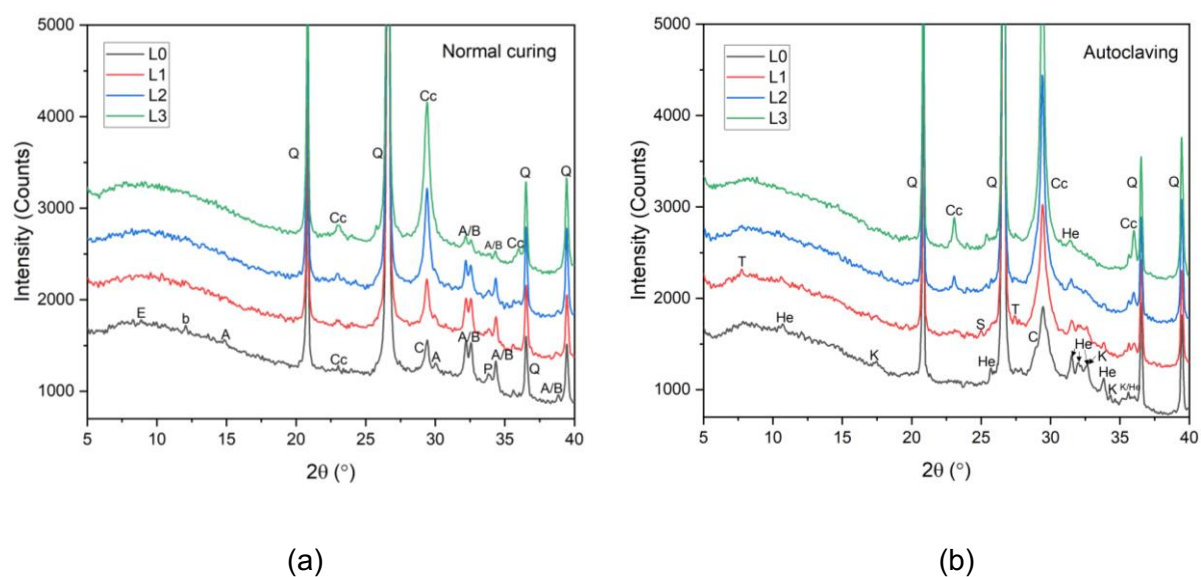 5000
4000
3000
2000
1000
Intensity (Counts)
L0
L1
L2
L3
Normal curing
Q
Q
Cc
Cc
A/B
A/B
Cc
Q
Q
E
b
A
Cc
C
A
A/B
P
A/B
Q
A/B
5 10 15 20 25 30 35 40
2θ (°)
(a)
5000
4000
3000
2000
1000
Intensity (Counts)
L0
L1
L2
L3
Autoclaving
Q
Cc
Q
Cc
He
Cc
Q
Q
T
He
K
S
T
He
C
He
K
He
K
K/He
5 10 15 20 25 30 35 40
2θ (°)
(b)